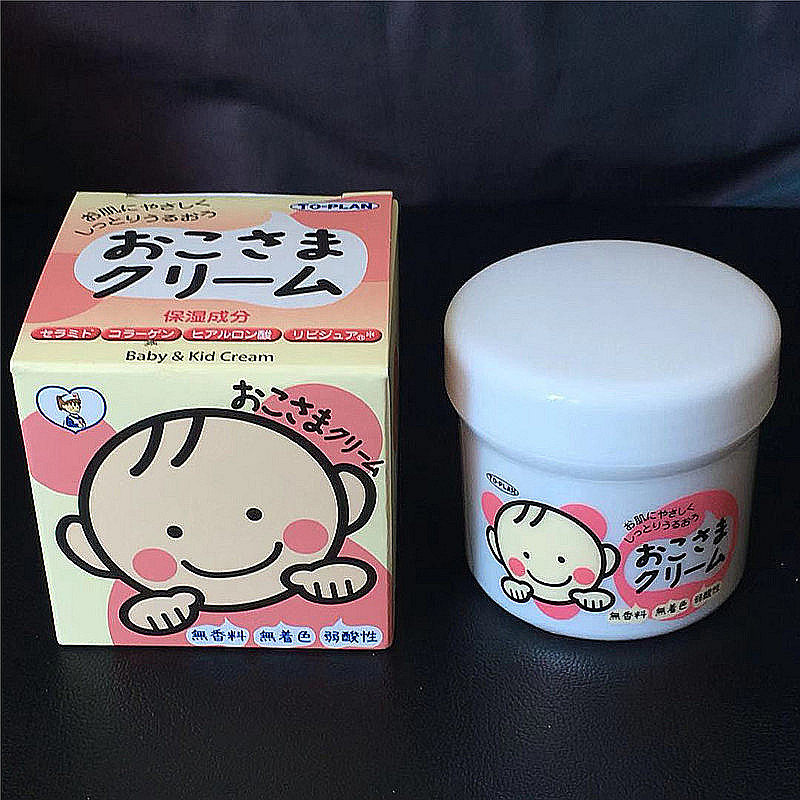 TO-PLAN
お肌にやさしく
しっとりうるおう
おこさま
クリーム
保湿成分
セラミド コラーゲン ヒアルロン酸 リピジュア®※
Baby & Kid Cream
おこさまクリーム
無香料 無着色 弱酸性
TO-PLAN
お肌にやさしく
しっとりうるおう
おこさま
クリーム
無香料 無着色 弱酸性